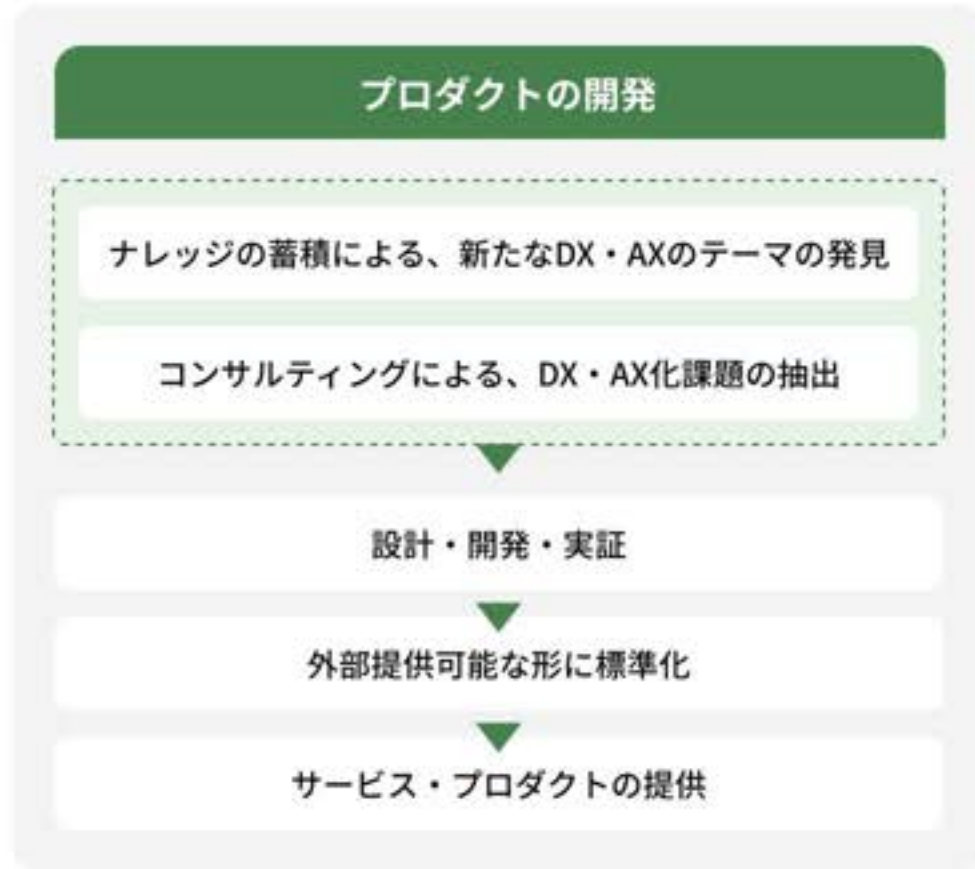 プロダクトの開発
ナレッジの蓄積による、新たなDX・AXのテーマの発見
コンサルティングによる、DX・AX化課題の抽出
設計・開発・実証
外部提供可能な形に標準化
サービス・プロダクトの提供